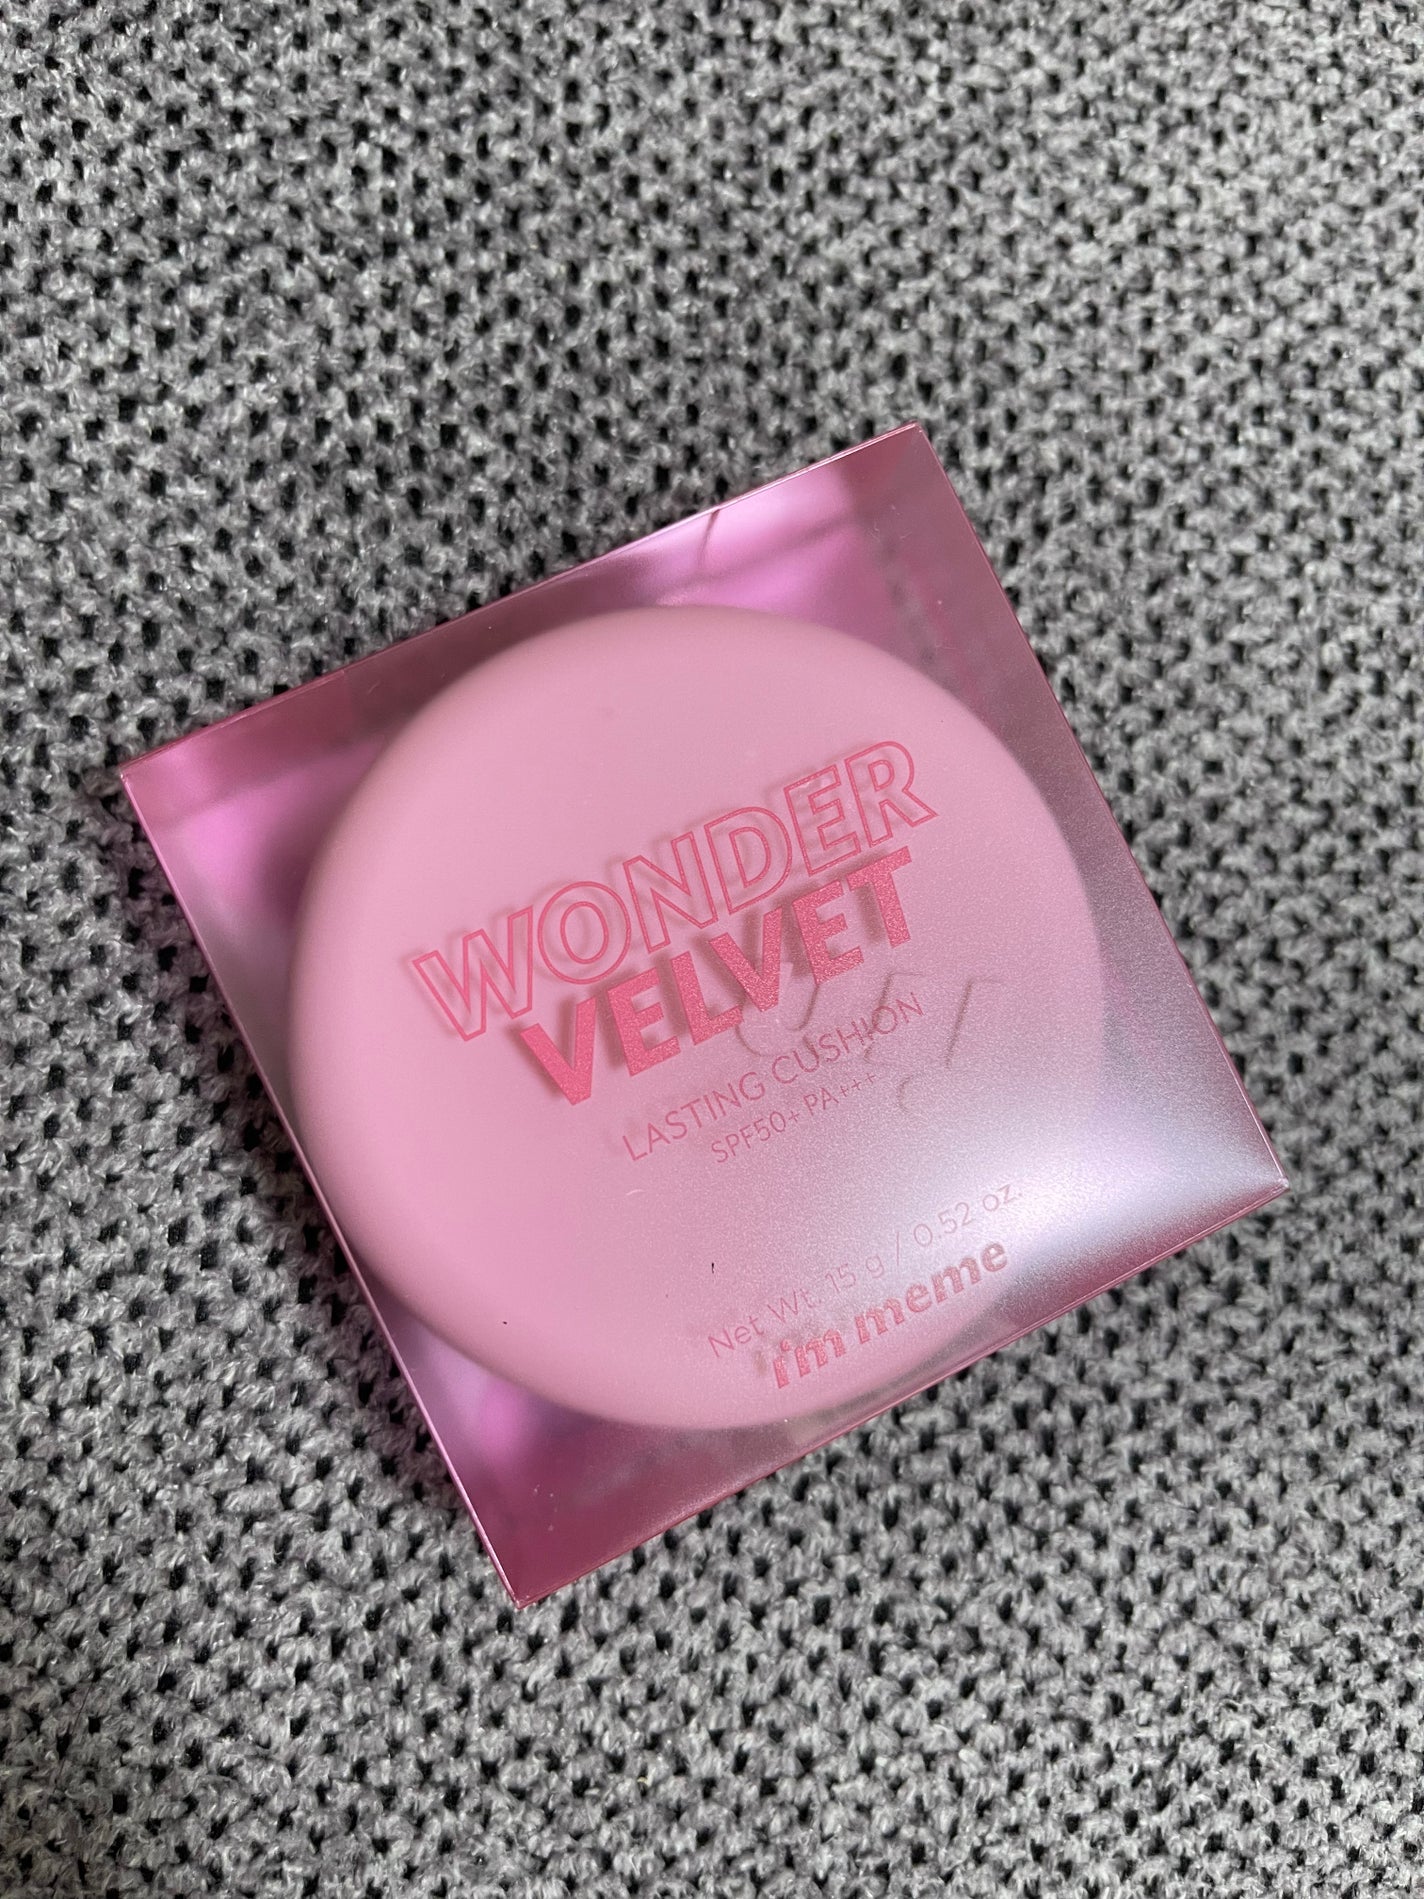 WONDER
VELVET
LASTING CUSHION
SPF50+ PA+++
Net Wt. 15 g / 0.52 oz.
i'm meme